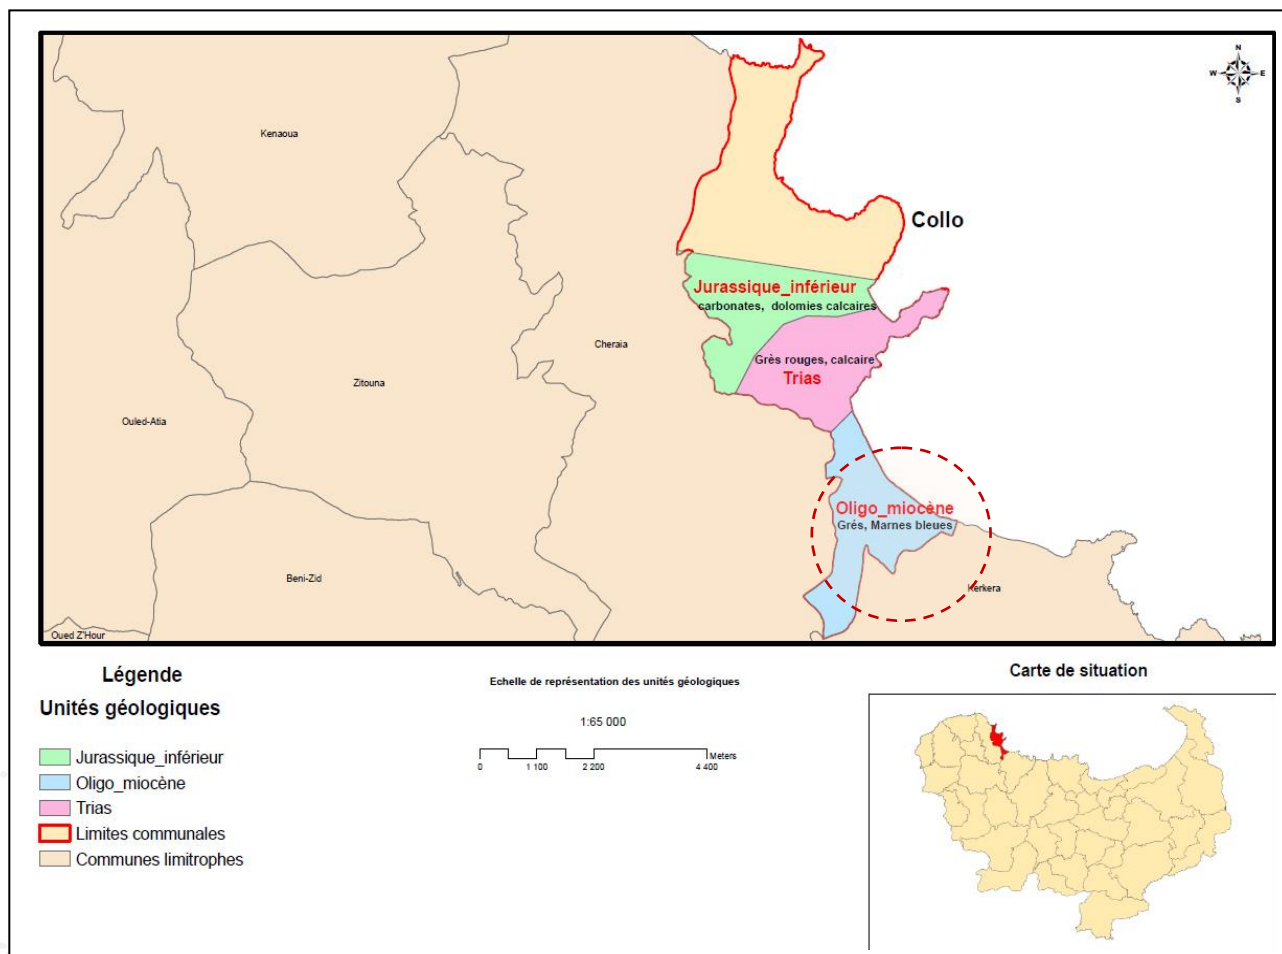 N
W E
S
Kenaoua
Collo
Jurassique_inférieur
carbonates, dolomies calcaires
Cheraia
Grès rouges, calcaire
Trias
Zitouna
Ouled-Atia
Oligo_miocène
Grés, Marnes bleues
Beni-Zid
Kerkera
Oued Z'Hour
Légende
Unités géologiques
Jurassique_inférieur
Oligo_miocène
Trias
Limites communales
Communes limitrophes
Echelle de représentation des unités géologiques
1:65 000
Meters
0 1 100 2 200 4 400
Carte de situation